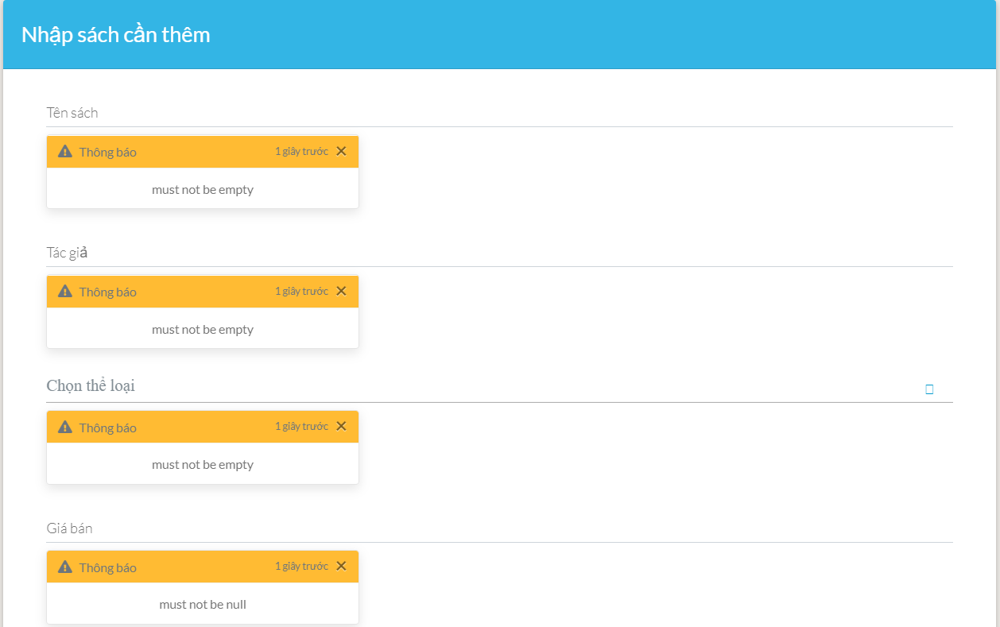 Nhập sách cần thêm
Tên sách
Thông báo 1 giây trước
must not be empty
Tác giả
Thông báo 1 giây trước
must not be empty
Chọn thể loại
Thông báo 1 giây trước
must not be empty
Giá bán
Thông báo 1 giây trước
must not be null